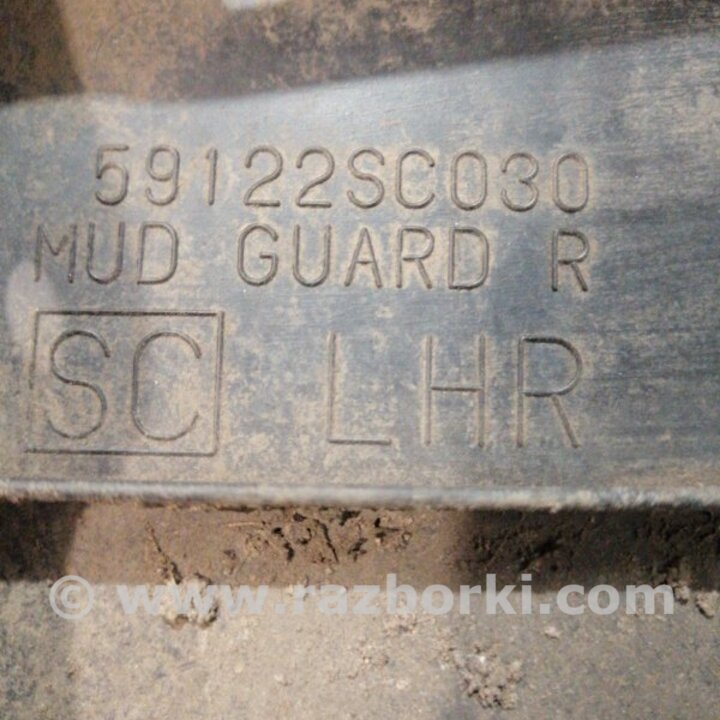 59122SC030
MUD GUARD R
SC LHR
© www.razborki.com